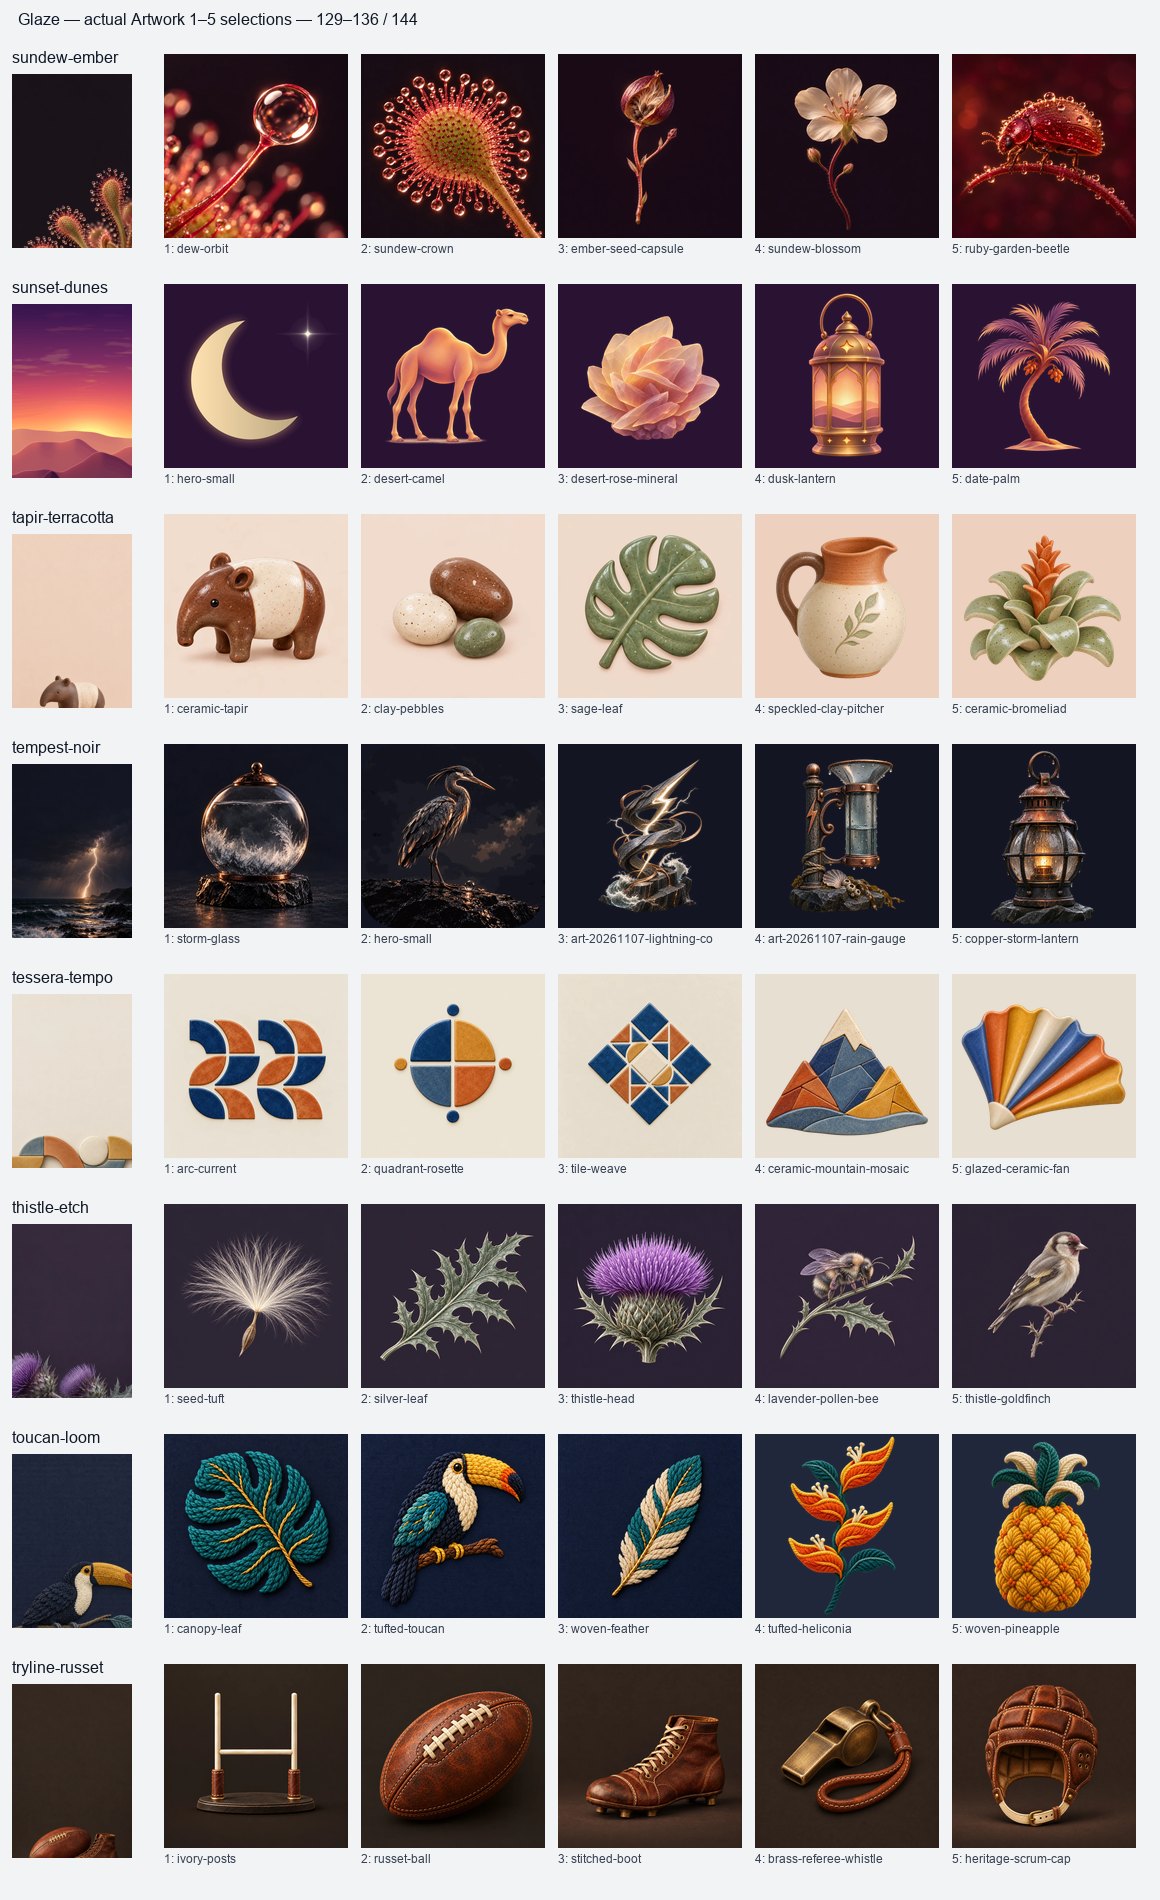 Glaze — actual Artwork 1–5 selections — 129–136 / 144
sundew-ember
1: dew-orbit
2: sundew-crown
3: ember-seed-capsule
4: sundew-blossom
5: ruby-garden-beetle
sunset-dunes
1: hero-small
2: desert-camel
3: desert-rose-mineral
4: dusk-lantern
5: date-palm
tapir-terracotta
1: ceramic-tapir
2: clay-pebbles
3: sage-leaf
4: speckled-clay-pitcher
5: ceramic-bromeliad
tempest-noir
1: storm-glass
2: hero-small
3: art-20261107-lightning-co
4: art-20261107-rain-gauge
5: copper-storm-lantern
tessera-tempo
1: arc-current
2: quadrant-rosette
3: tile-weave
4: ceramic-mountain-mosaic
5: glazed-ceramic-fan
thistle-etch
1: seed-tuft
2: silver-leaf
3: thistle-head
4: lavender-pollen-bee
5: thistle-goldfinch
toucan-loom
1: canopy-leaf
2: tufted-toucan
3: woven-feather
4: tufted-heliconia
5: woven-pineapple
tryline-russet
1: ivory-posts
2: russet-ball
3: stitched-boot
4: brass-referee-whistle
5: heritage-scrum-cap